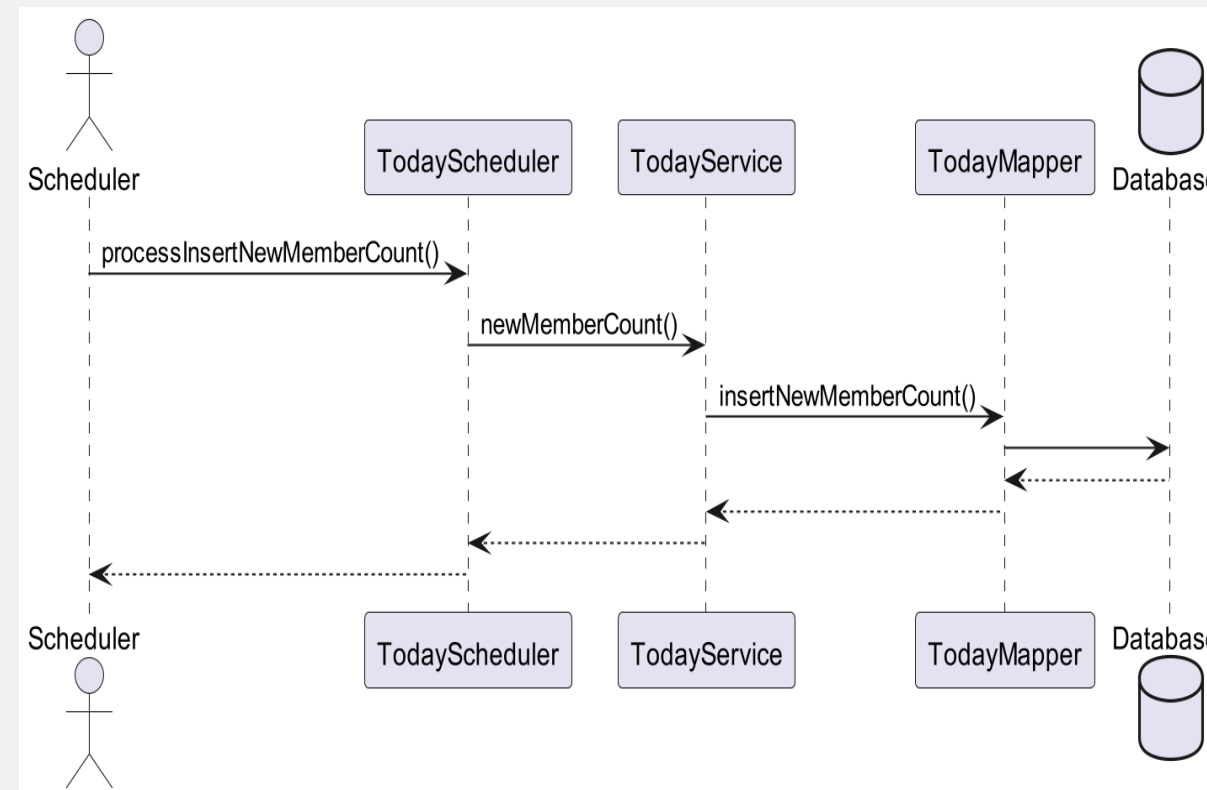 Scheduler
TodayScheduler
TodayService
TodayMapper
Databas
processInsertNewMemberCount()
newMemberCount()
insertNewMemberCount()
Scheduler
TodayScheduler
TodayService
TodayMapper
Databas